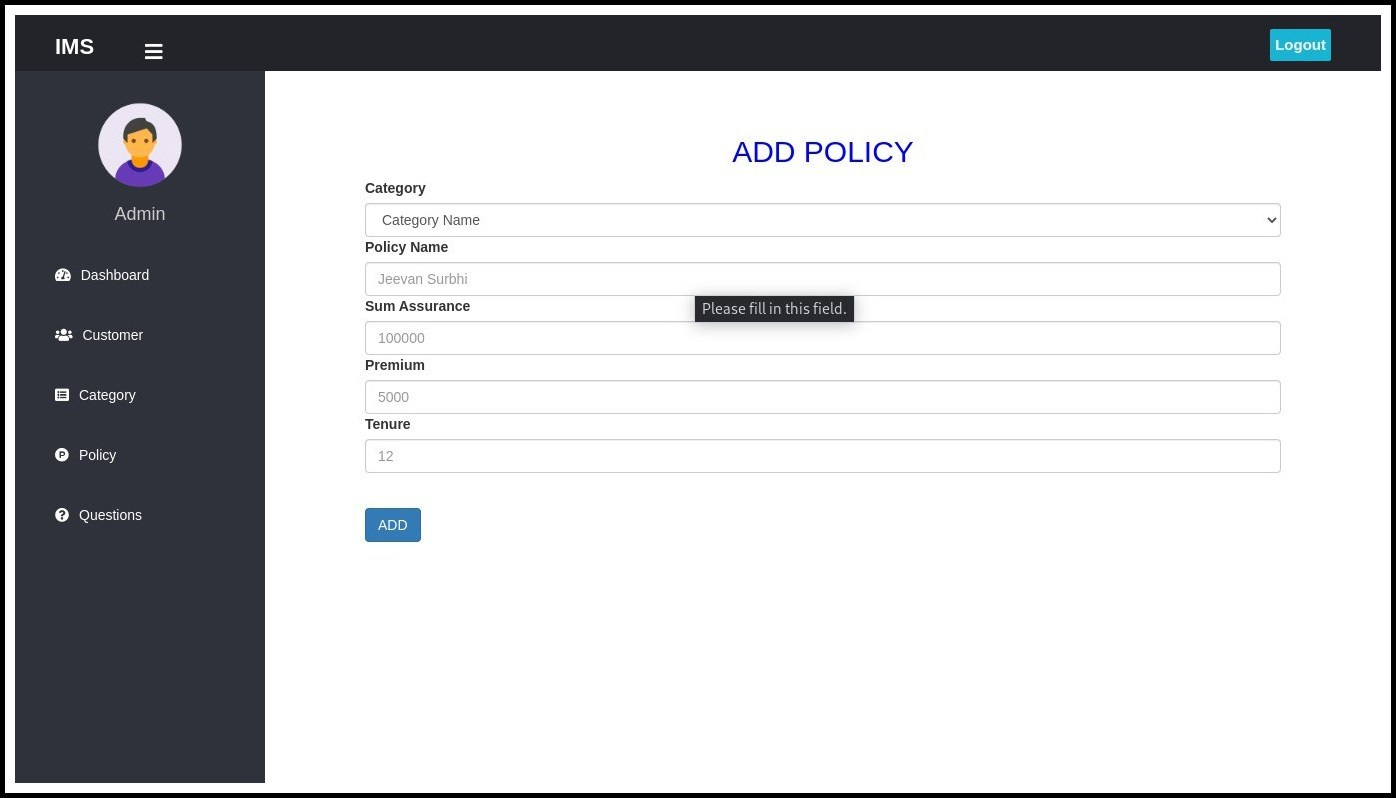 IMS
Logout
Admin
Dashboard
Customer
Category
Policy
Questions
ADD POLICY
Category
Category Name
Policy Name
Jeevan Surbhi
Sum Assurance
Please fill in this field.
100000
Premium
5000
Tenure
12
ADD